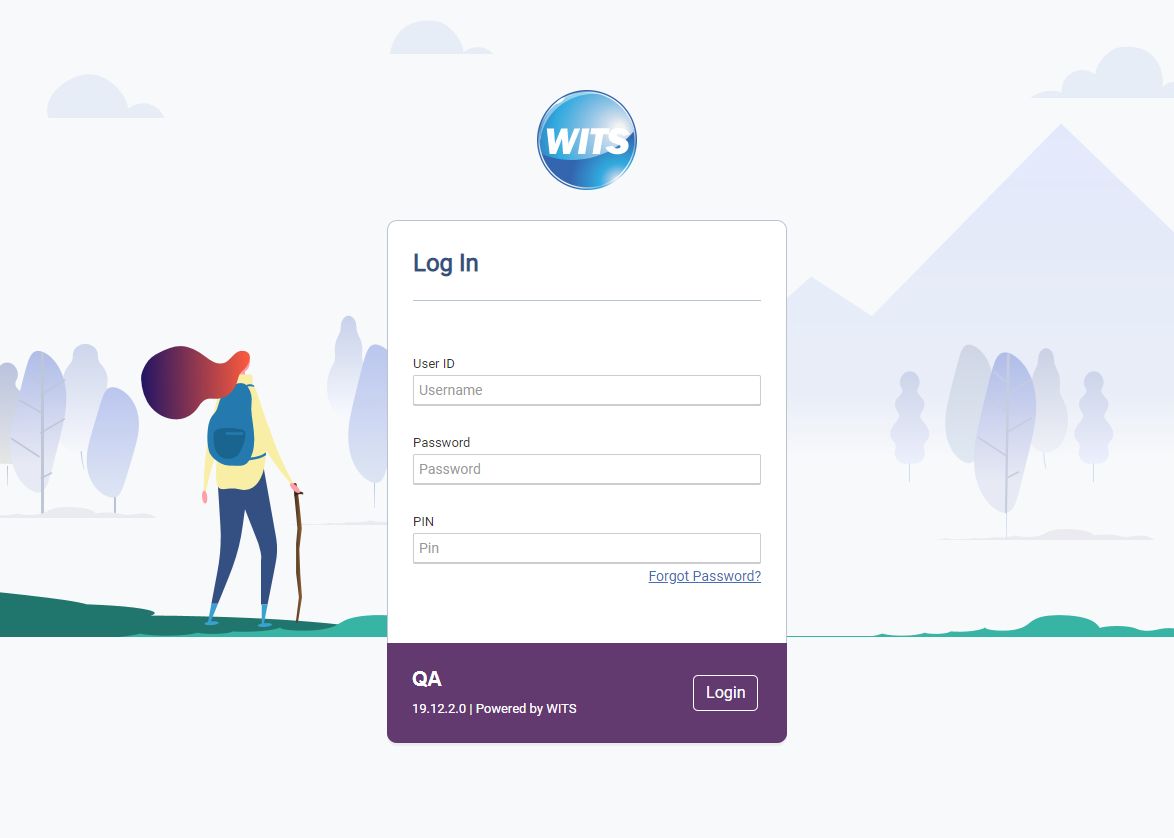 WITS
Log In
User ID
Username
Password
Password
PIN
Pin
Forgot Password?
QA
Login
19.12.2.0 | Powered by WITS